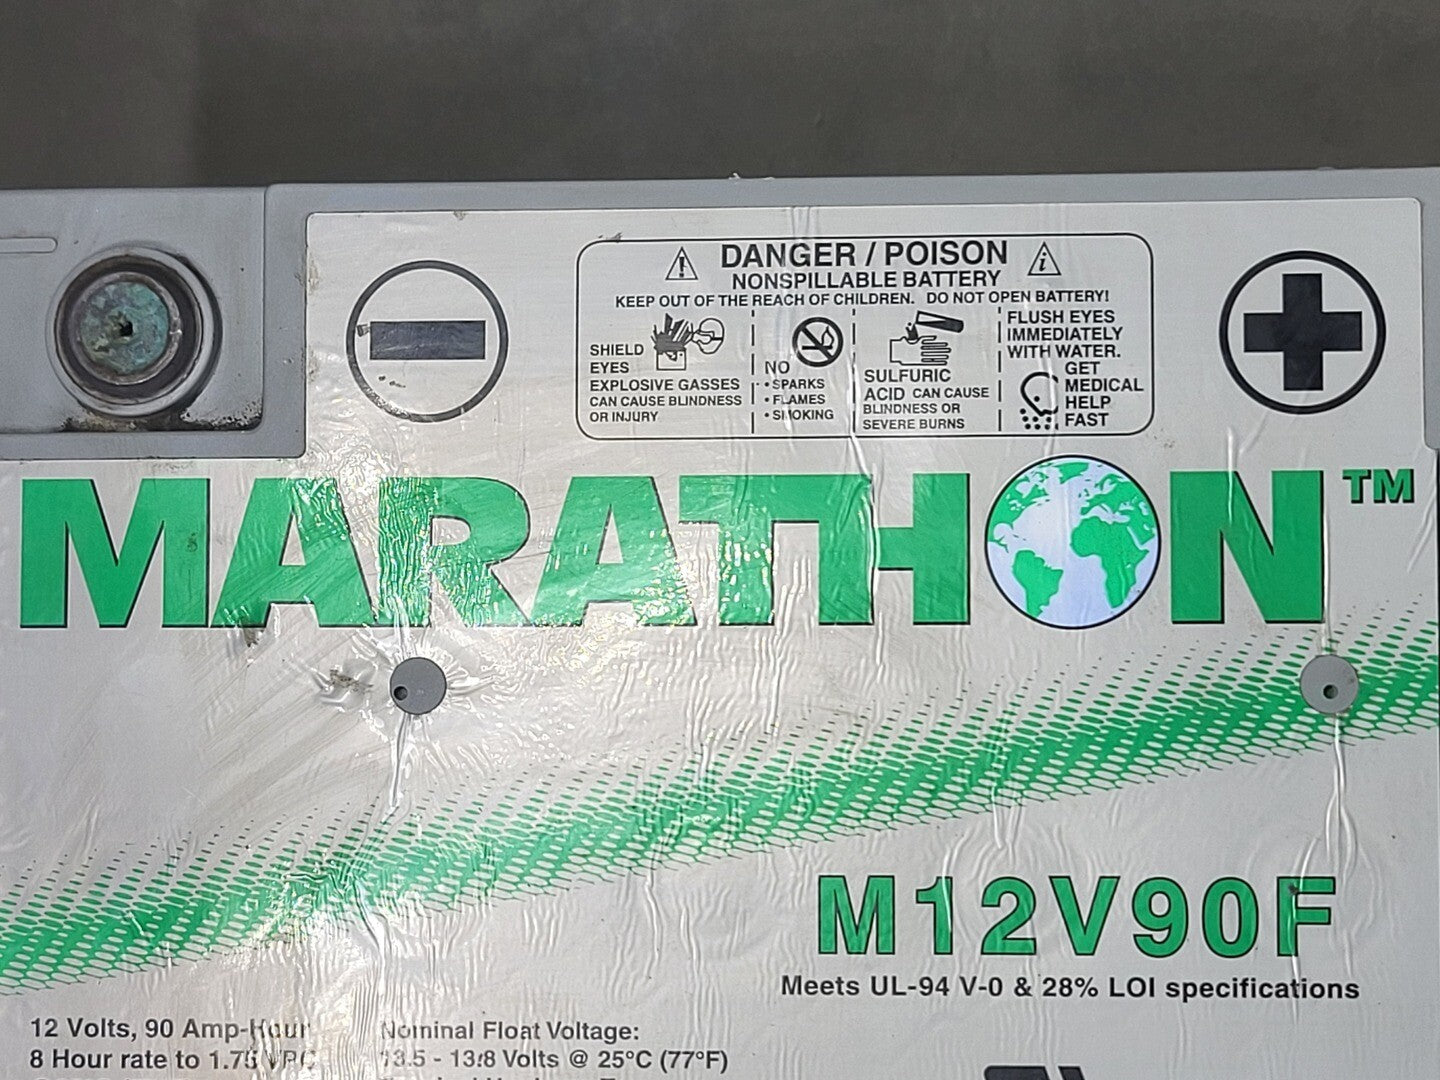 DANGER / POISON
NONSPILLABLE BATTERY
KEEP OUT OF THE REACH OF CHILDREN. DO NOT OPEN BATTERY!
SHIELD
EYES
EXPLOSIVE GASSES
CAN CAUSE BLINDNESS
OR INJURY
NO
• SPARKS
• FLAMES
• SMOKING
SULFURIC
ACID CAN CAUSE
BLINDNESS OR
SEVERE BURNS
FLUSH EYES
IMMEDIATELY
WITH WATER.
GET
MEDICAL
HELP
FAST
MARATHON™
M12V90F
Meets UL-94 V-0 & 28% LOI specifications
12 Volts, 90 Amp-Hour
8 Hour rate to 1.75 VPC
Nominal Float Voltage:
13.5 - 13.8 Volts @ 25°C (77°F)